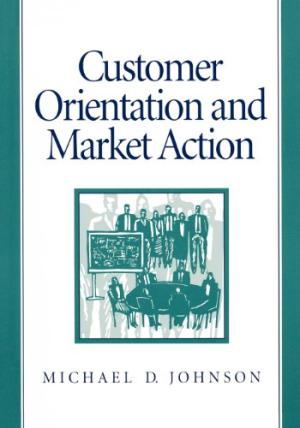 Customer
Orientation and
Market Action
MICHAEL D. JOHNSON